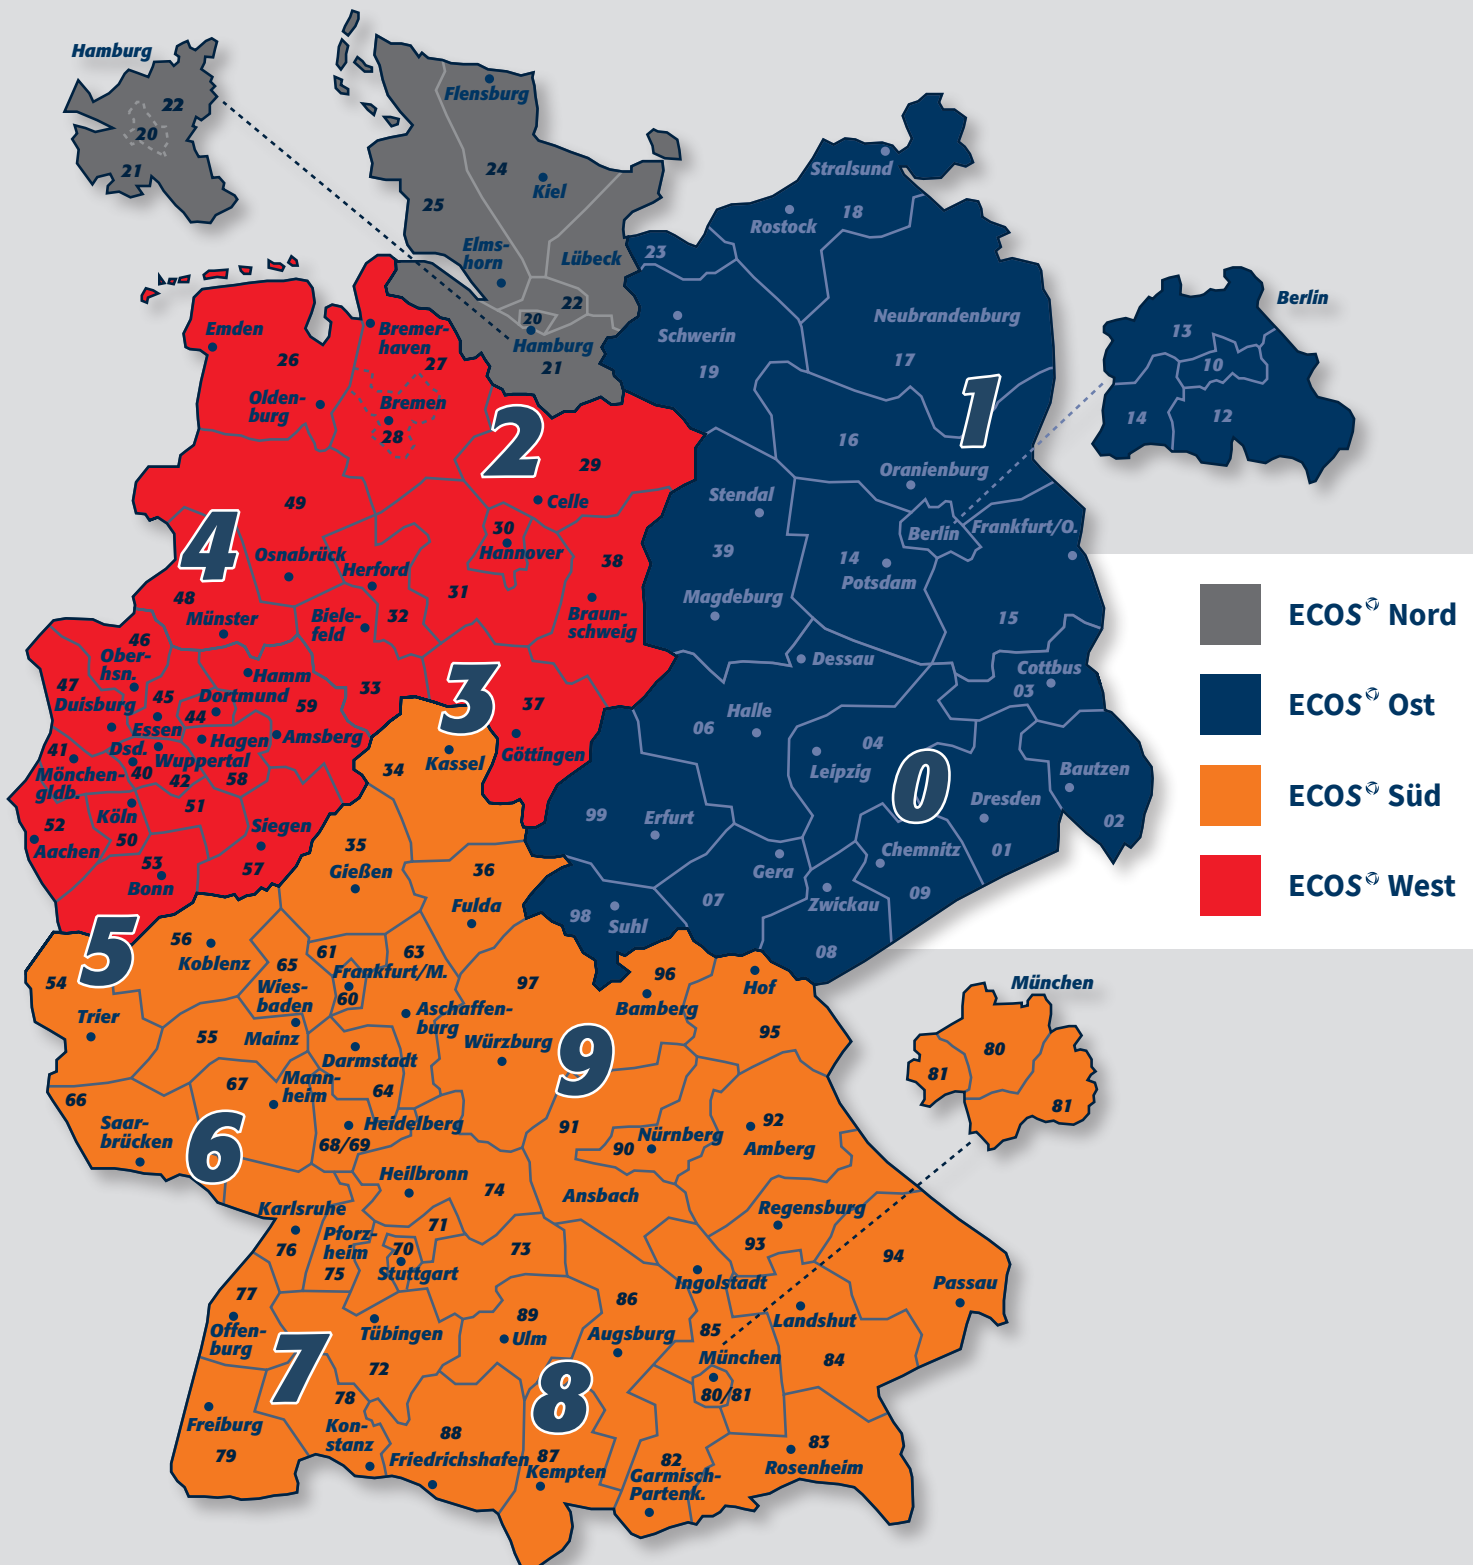 Hamburg
22
20
21
Flensburg
24
Kiel
25
Elms-
horn
Lübeck
22
20
Hamburg
21
Stralsund
18
Rostock
23
Schwerin
19
Neubrandenburg
17
1
16
Oranienburg
Stendal
39
Berlin
Frankfurt/O.
14
Potsdam
Magdeburg
15
Dessau
Cottbus
03
Halle
06
04
Leipzig
0
Bautzen
02
Dresden
01
99
Erfurt
Chemnitz
09
Gera
07
Zwickau
98
Suhl
08
Berlin
13
10
14
12
Emden
26
Bremer-
haven
27
Olden-
burg
Bremen
28
2
29
Celle
49
30
Hannover
4
Osnabrück
Herford
38
31
48
Münster
Biele-
feld
32
Braun-
schweig
46
Ober-
hsn.
47
Duisburg
45
Hamm
Dortmund
44
59
33
3
37
Essen
Hagen
Amsberg
Göttingen
41
Dsd.
Wuppertal
Mönchen-
gldb.
40
42
58
Köln
51
52
Aachen
50
Siegen
53
Bonn
57
34
Kassel
35
Gießen
36
Fulda
5
56
Koblenz
54
Trier
65
Wies-
baden
61
63
Frankfurt/M.
60
97
Aschaffen-
burg
55
Mainz
Darmstadt
Würzburg
9
96
Bamberg
Hof
95
67
Mann-
heim
64
66
Saar-
brücken
6
Heidelberg
68/69
91
90
Nürnberg
92
Amberg
Heilbronn
74
Ansbach
Karlsruhe
76
Pforz-
heim
75
71
70
Stuttgart
73
Regensburg
93
94
Ingolstadt
Passau
77
Offen-
burg
7
Tübingen
72
89
Ulm
86
Augsburg
85
München
80/81
Landshut
84
78
Kon-
stanz
Freiburg
79
88
Friedrichshafen
8
87
Kempten
82
Garmisch-
Partenk.
83
Rosenheim
München
80
81
81
ECOS Nord
ECOS Ost
ECOS Süd
ECOS West